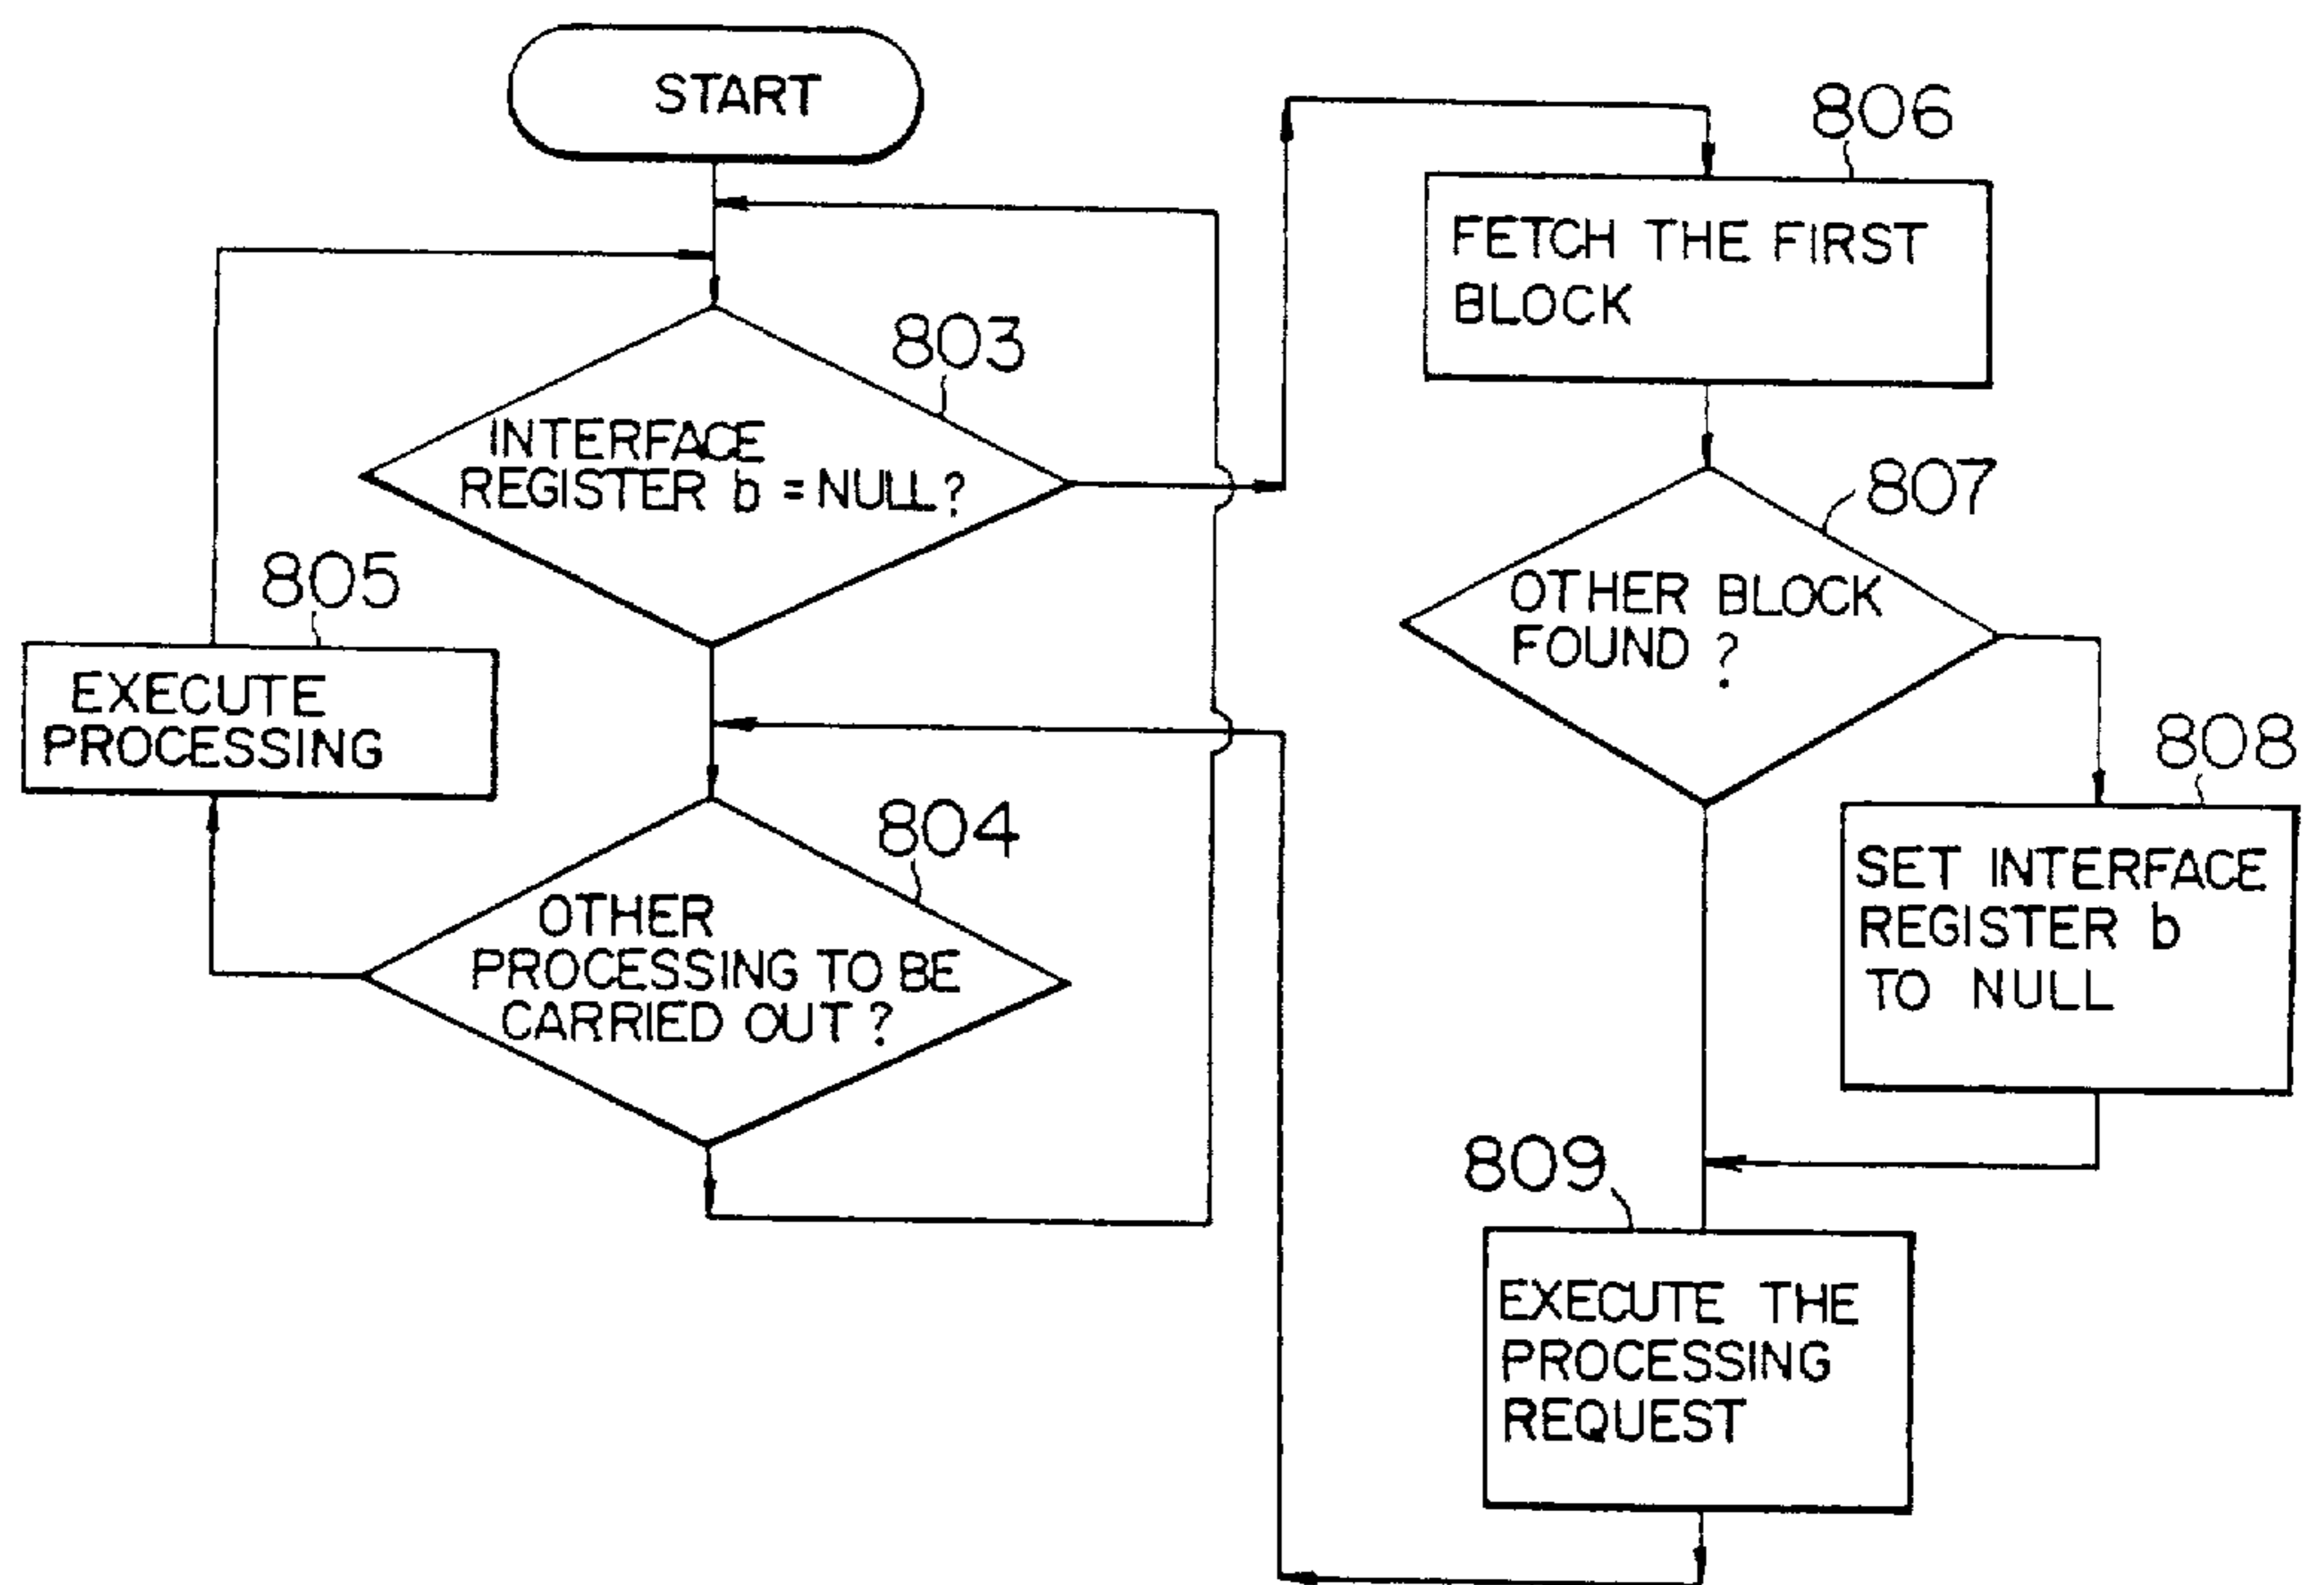 START
803
INTERFACE
REGISTER b = NULL?
805
EXECUTE
PROCESSING
804
OTHER
PROCESSING TO BE
CARRIED OUT?
806
FETCH THE FIRST
BLOCK
807
OTHER BLOCK
FOUND?
808
SET INTERFACE
REGISTER b
TO NULL
809
EXECUTE THE
PROCESSING
REQUEST